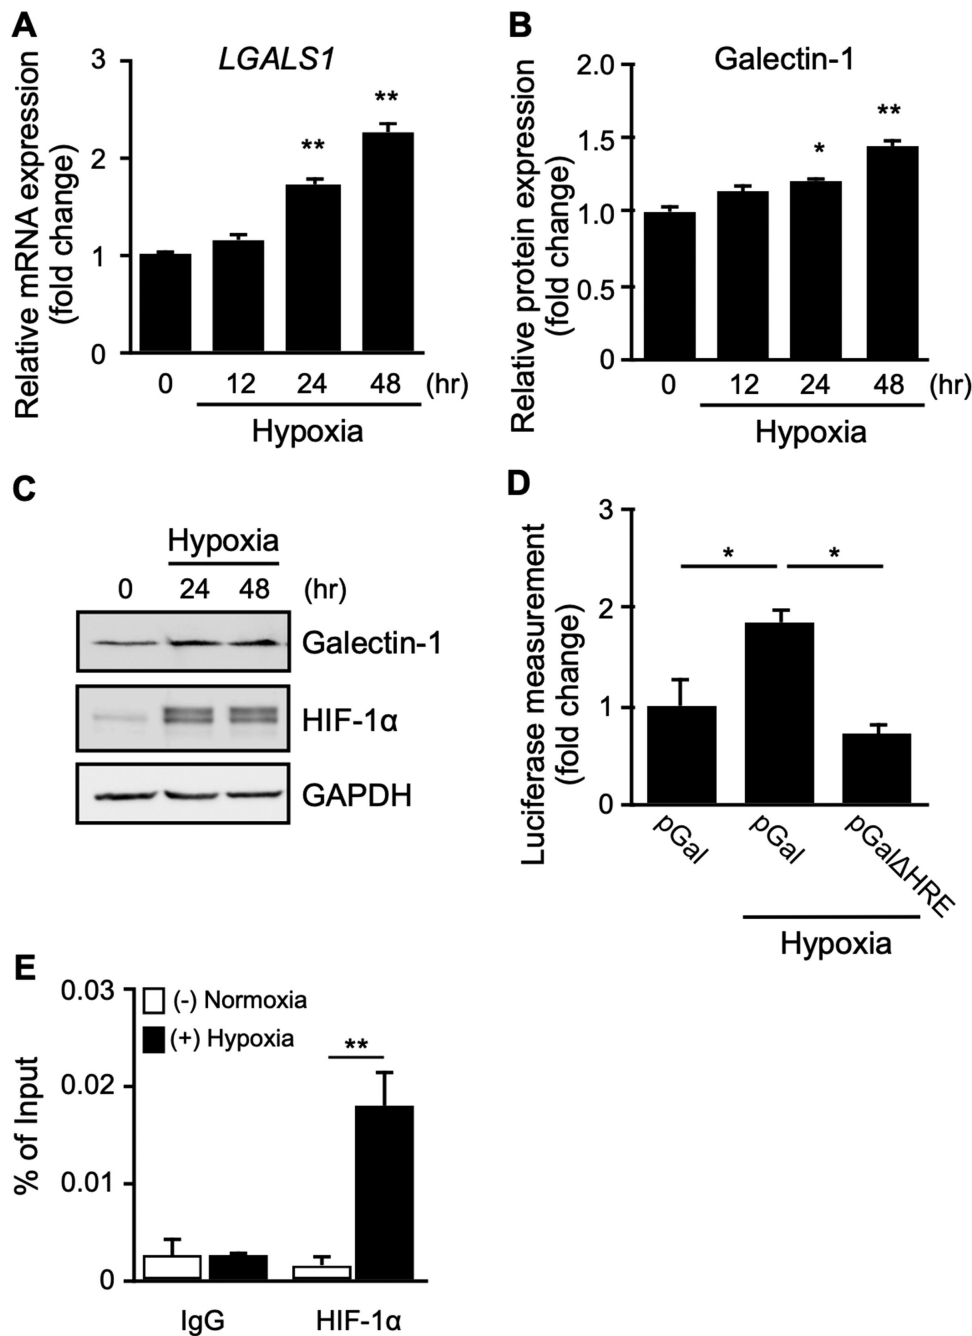 A
LGALS1
Relative mRNA expression
(fold change)
3
2
1
0
**
**
0 12 24 48 (hr)
Hypoxia
B
Galectin-1
Relative protein expression
(fold change)
2.0
1.5
1.0
0.5
0
*
**
0 12 24 48 (hr)
Hypoxia
C
Hypoxia
0 24 48 (hr)
Galectin-1
HIF-1α
GAPDH
D
Luciferase measurement
(fold change)
3
2
1
0
* *
pGal pGal pGalΔHRE
Hypoxia
E
% of Input
0.03
0.02
0.01
0
(-) Normoxia
(+) Hypoxia
**
IgG HIF-1α